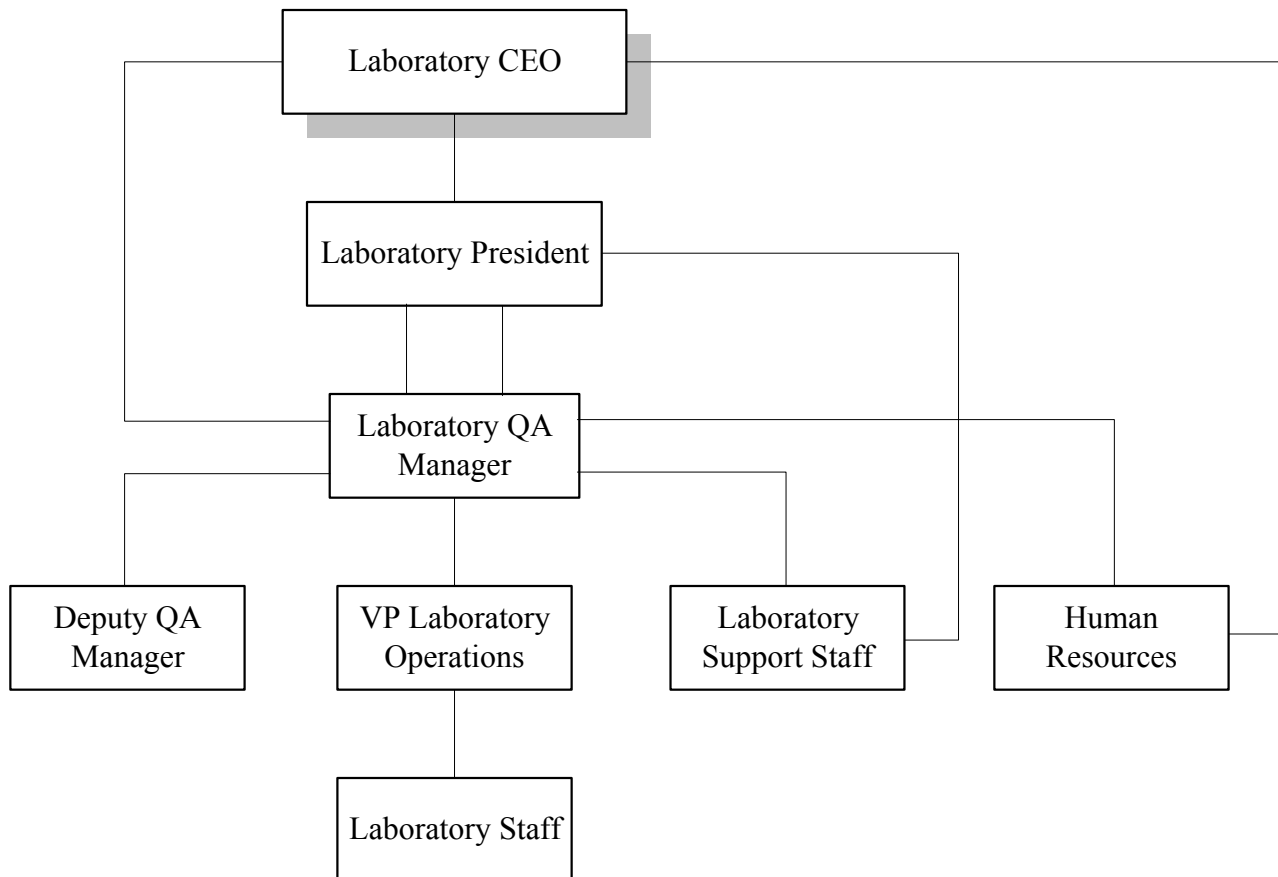 Laboratory CEO
Laboratory President
Laboratory QA
Manager
Deputy QA
Manager
VP Laboratory
Operations
Laboratory
Support Staff
Human
Resources
Laboratory Staff